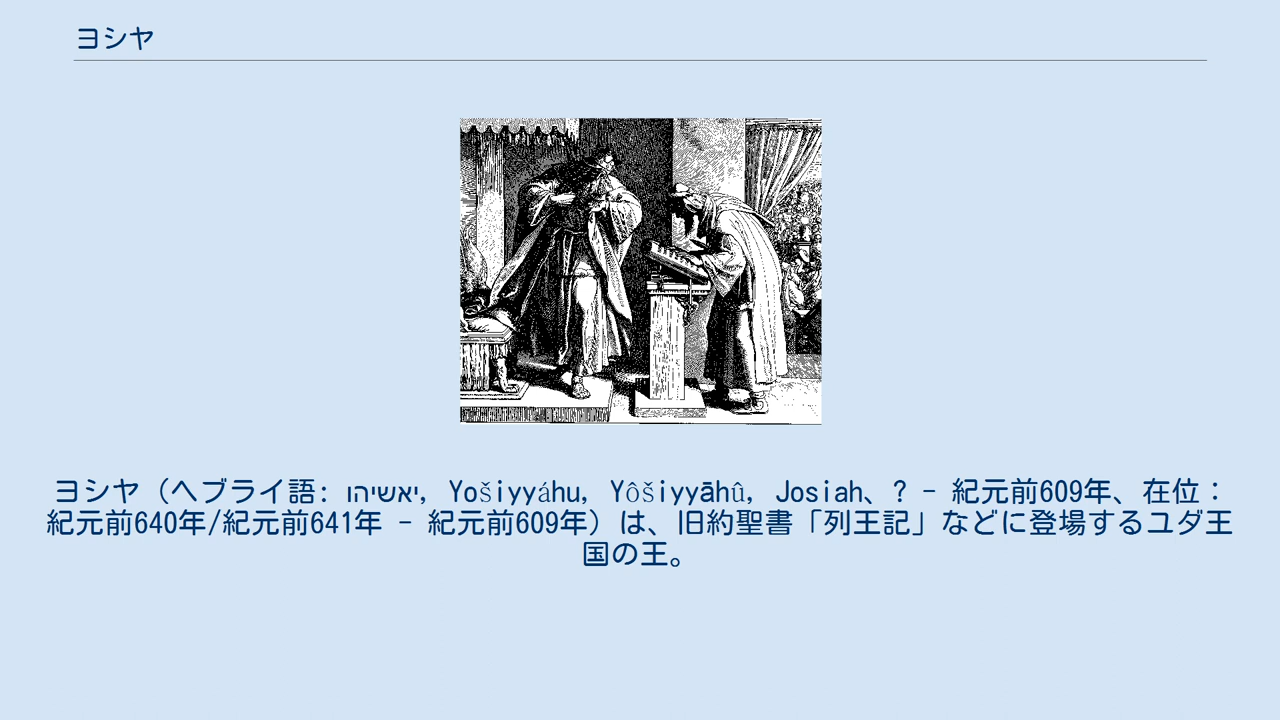 ヨシヤ
ヨシヤ（ヘブライ語: יאשיהו, Yošiyyáhu, Yôšiyyāhû, Josiah、? - 紀元前609年、在位：
紀元前640年/紀元前641年 - 紀元前609年）は、旧約聖書「列王記」などに登場するユダ王
国の王。